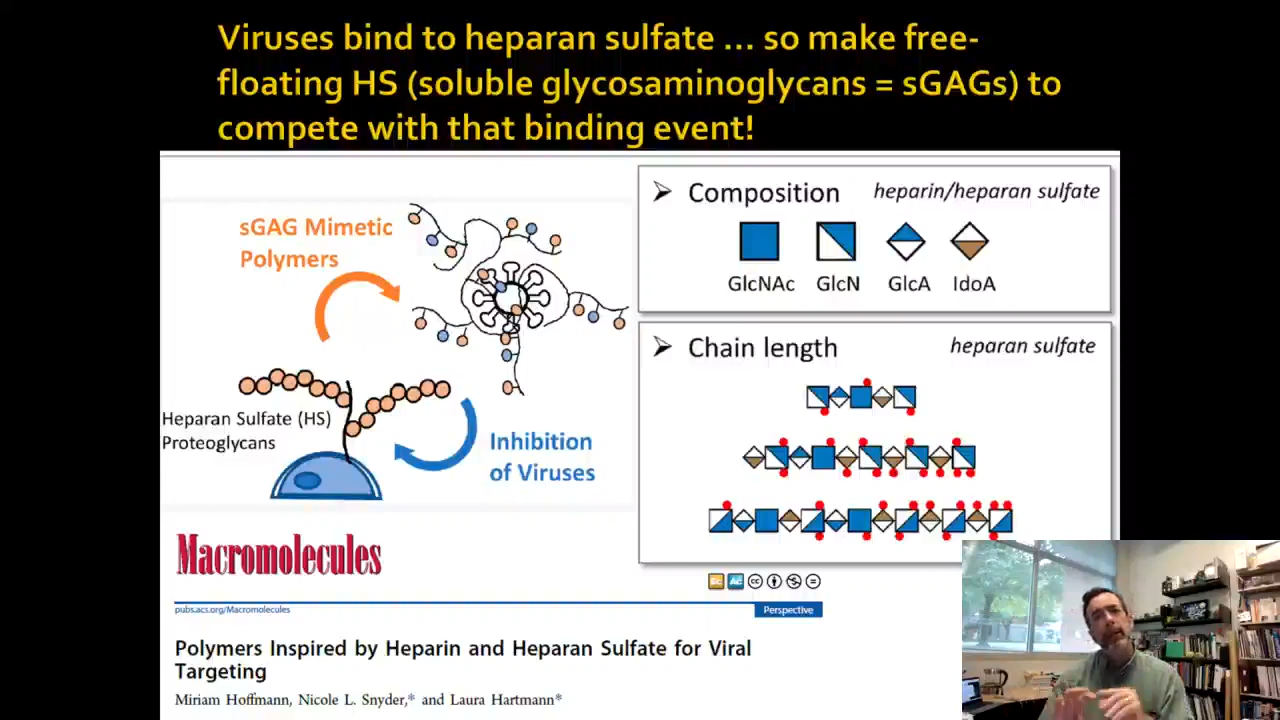 Viruses bind to heparan sulfate ... so make free-
floating HS (soluble glycosaminoglycans = sGAGs) to
compete with that binding event!
sGAG Mimetic
Polymers
Heparan Sulfate (HS)
Proteoglycans
Inhibition
of Viruses
Composition
heparin/heparan sulfate
GlcNAc GlcN GlcA IdoA
Chain length
heparan sulfate
Macromolecules
Ec Ac cc
pubs.acs.org/Macromolecules
Perspective
Polymers Inspired by Heparin and Heparan Sulfate for Viral
Targeting
Miriam Hoffmann, Nicole L. Snyder,* and Laura Hartmann*